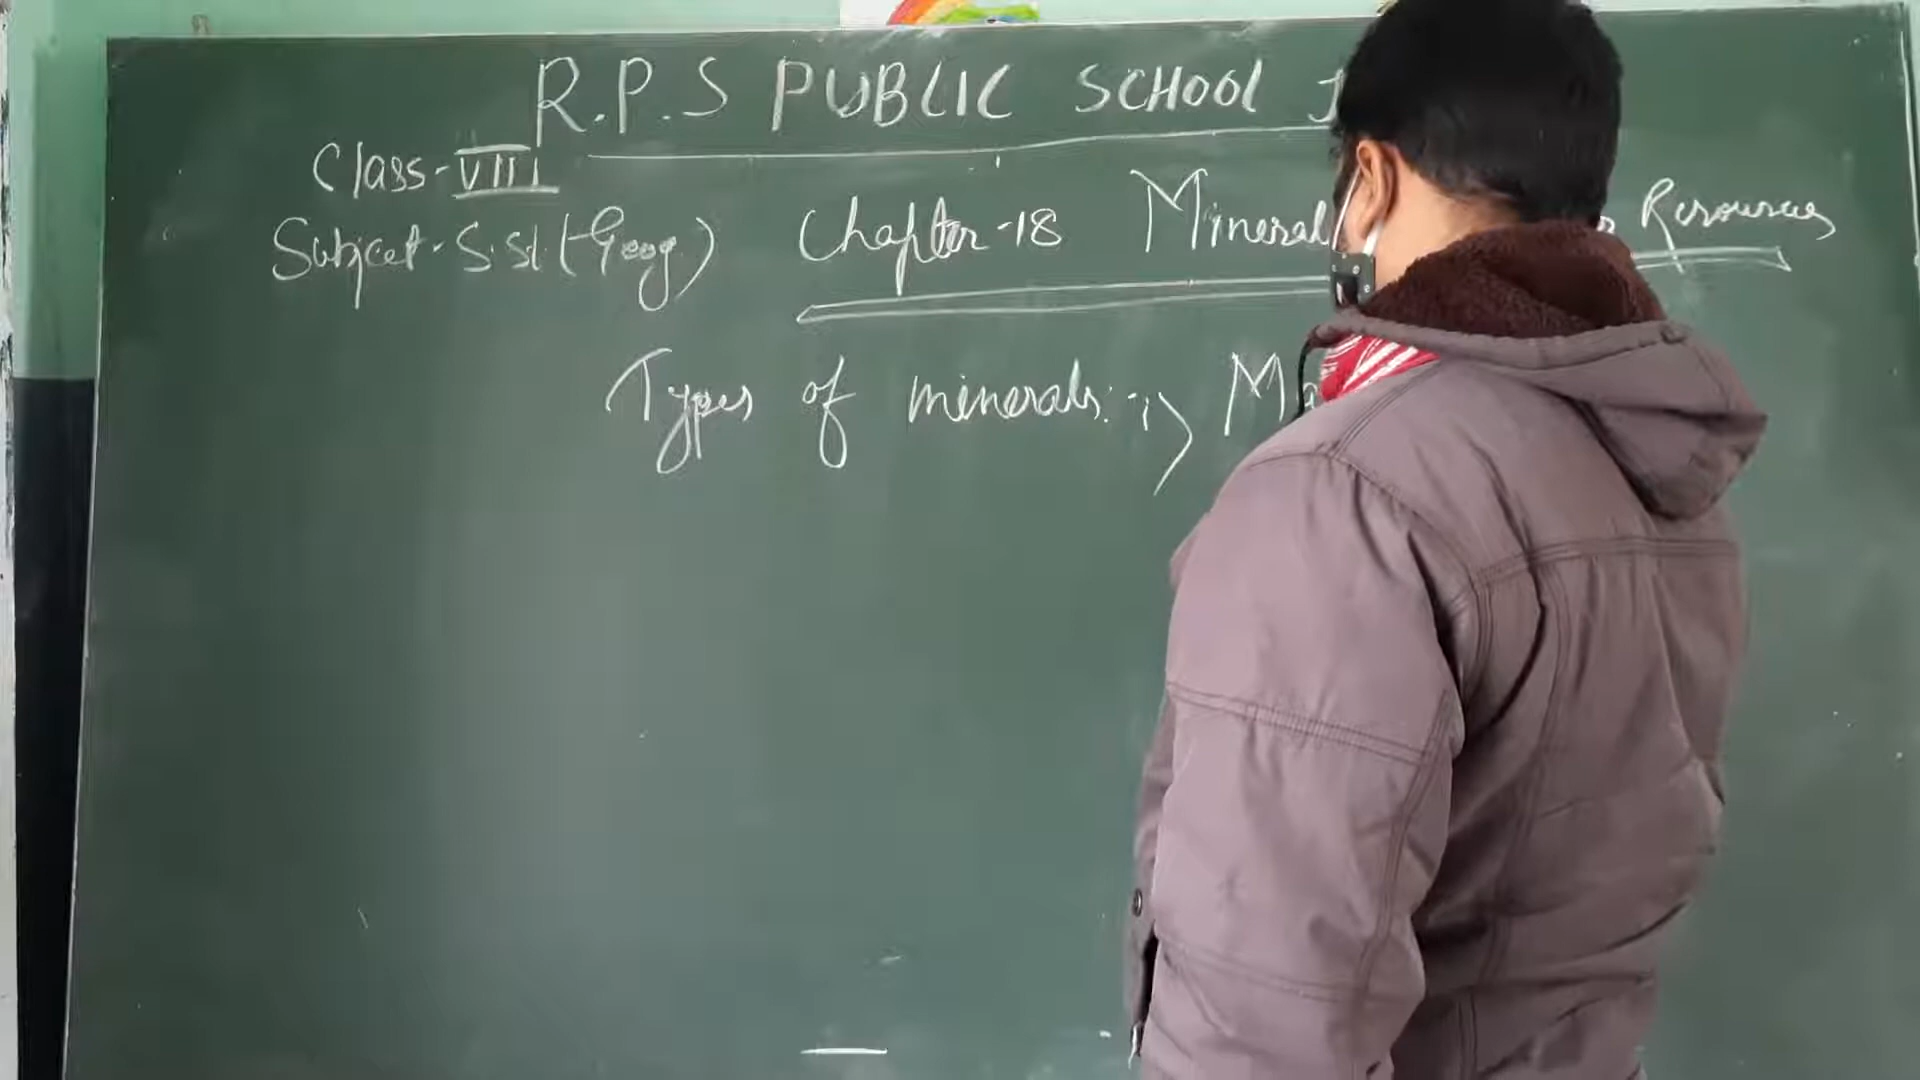 R.P.S PUBLIC SCHOOL
Class-VIII
Subject-S.St. (Geog) Chapter-18 Mineral Resources
Types of minerals:- i)